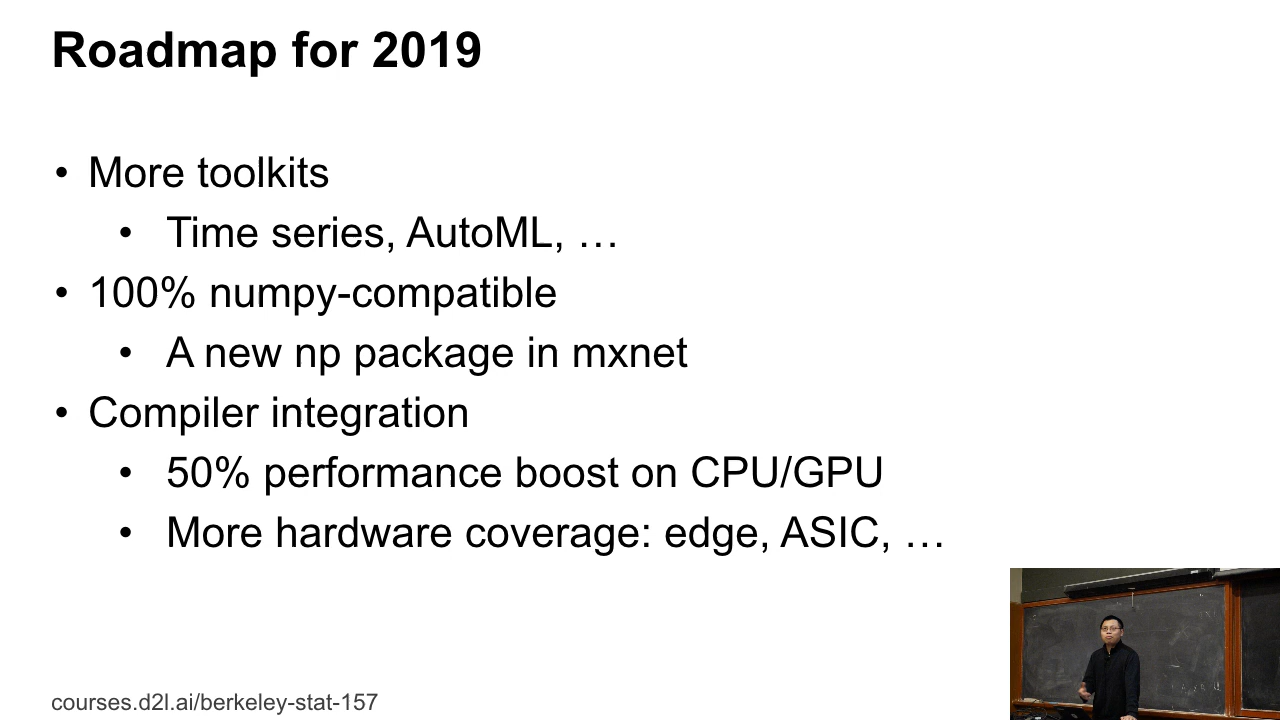 Roadmap for 2019
• More toolkits
• Time series, AutoML, …
• 100% numpy-compatible
• A new np package in mxnet
• Compiler integration
• 50% performance boost on CPU/GPU
• More hardware coverage: edge, ASIC, …
courses.d2l.ai/berkeley-stat-157